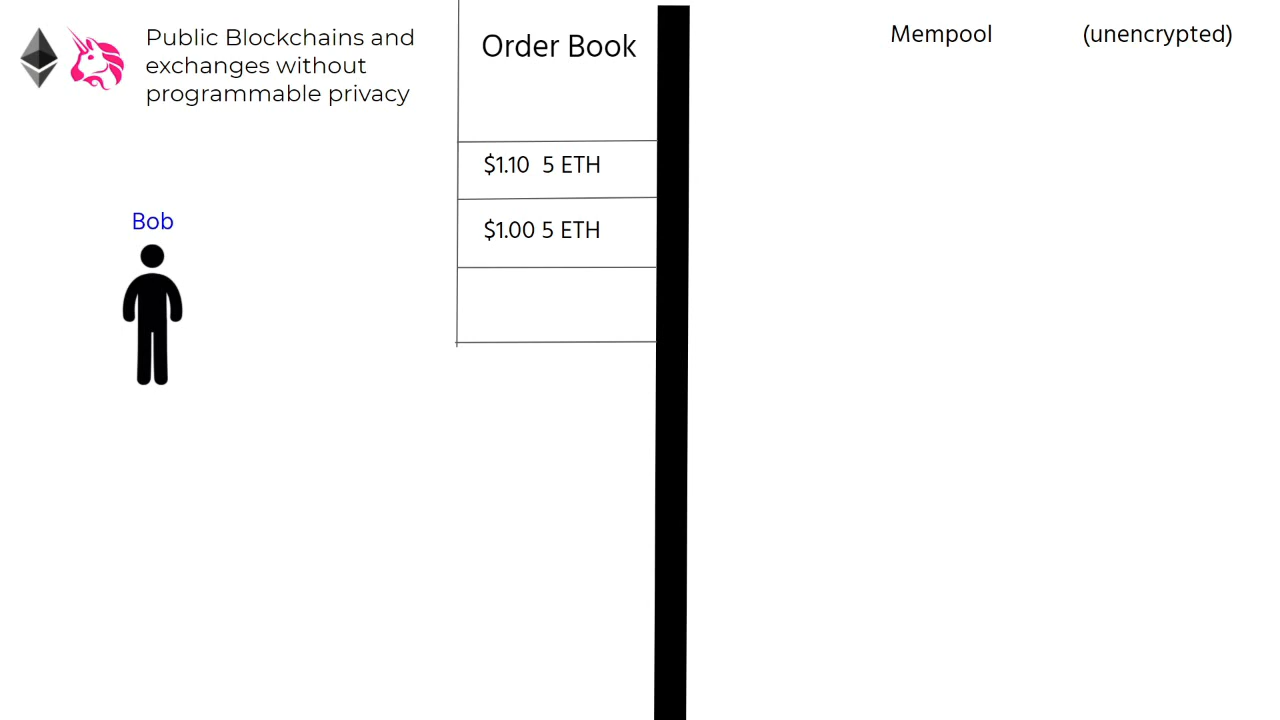 Public Blockchains and
exchanges without
programmable privacy
Order Book
$1.10 5 ETH
$1.00 5 ETH
Bob
Mempool (unencrypted)